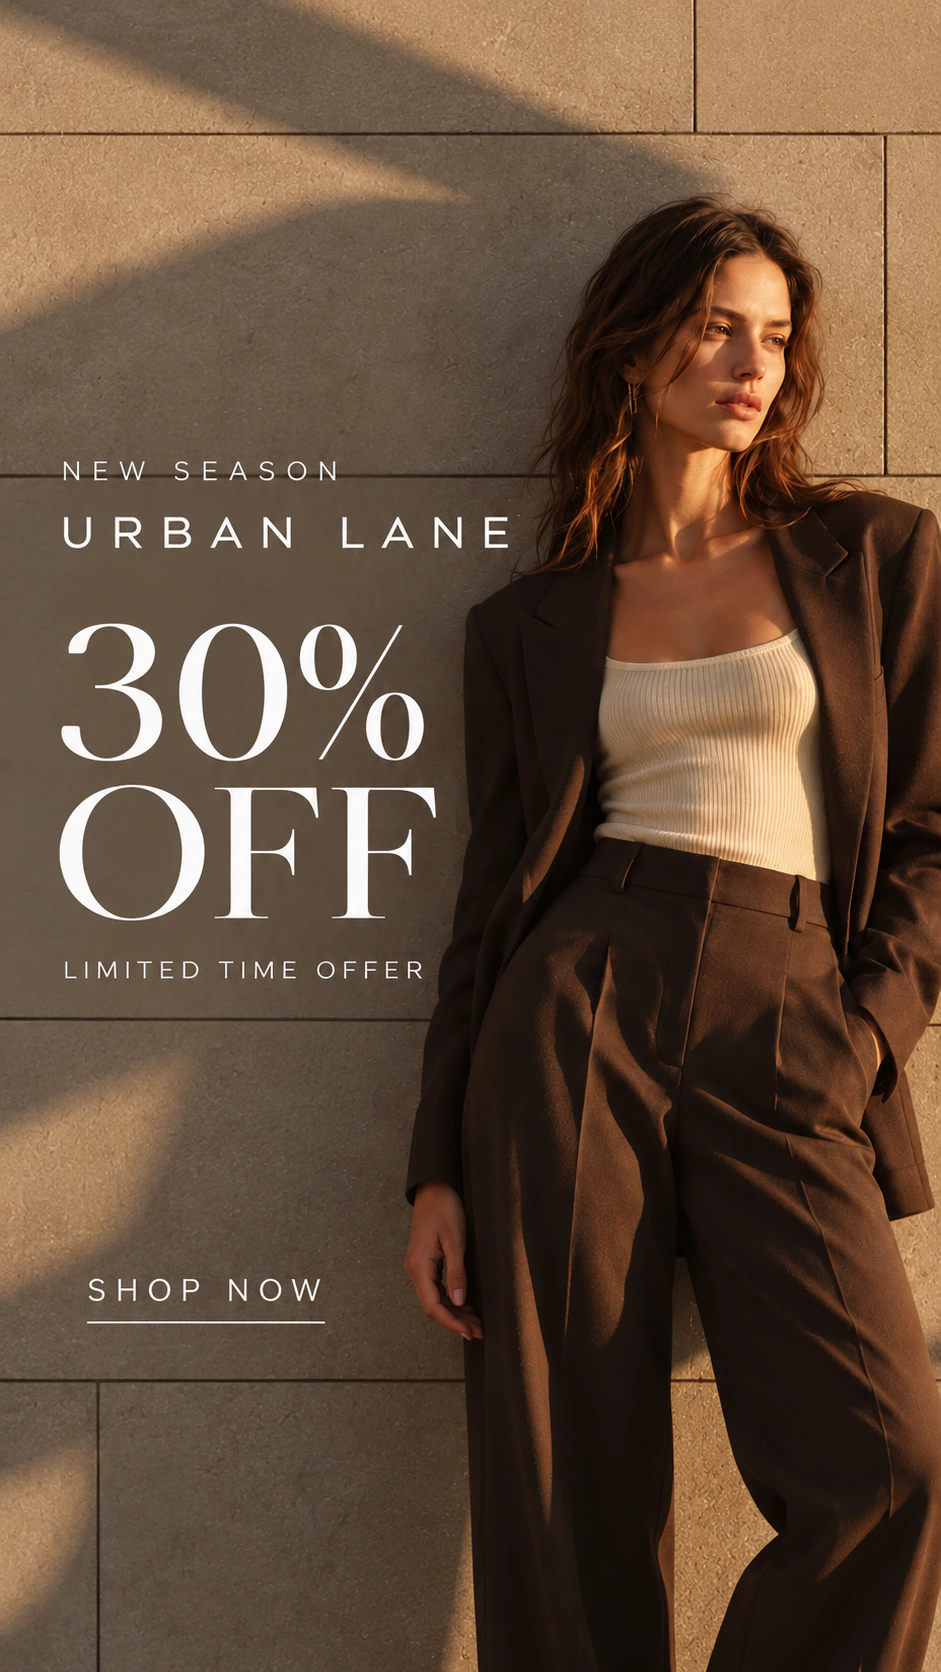 NEW SEASON
URBAN LANE
30%
OFF
LIMITED TIME OFFER
SHOP NOW